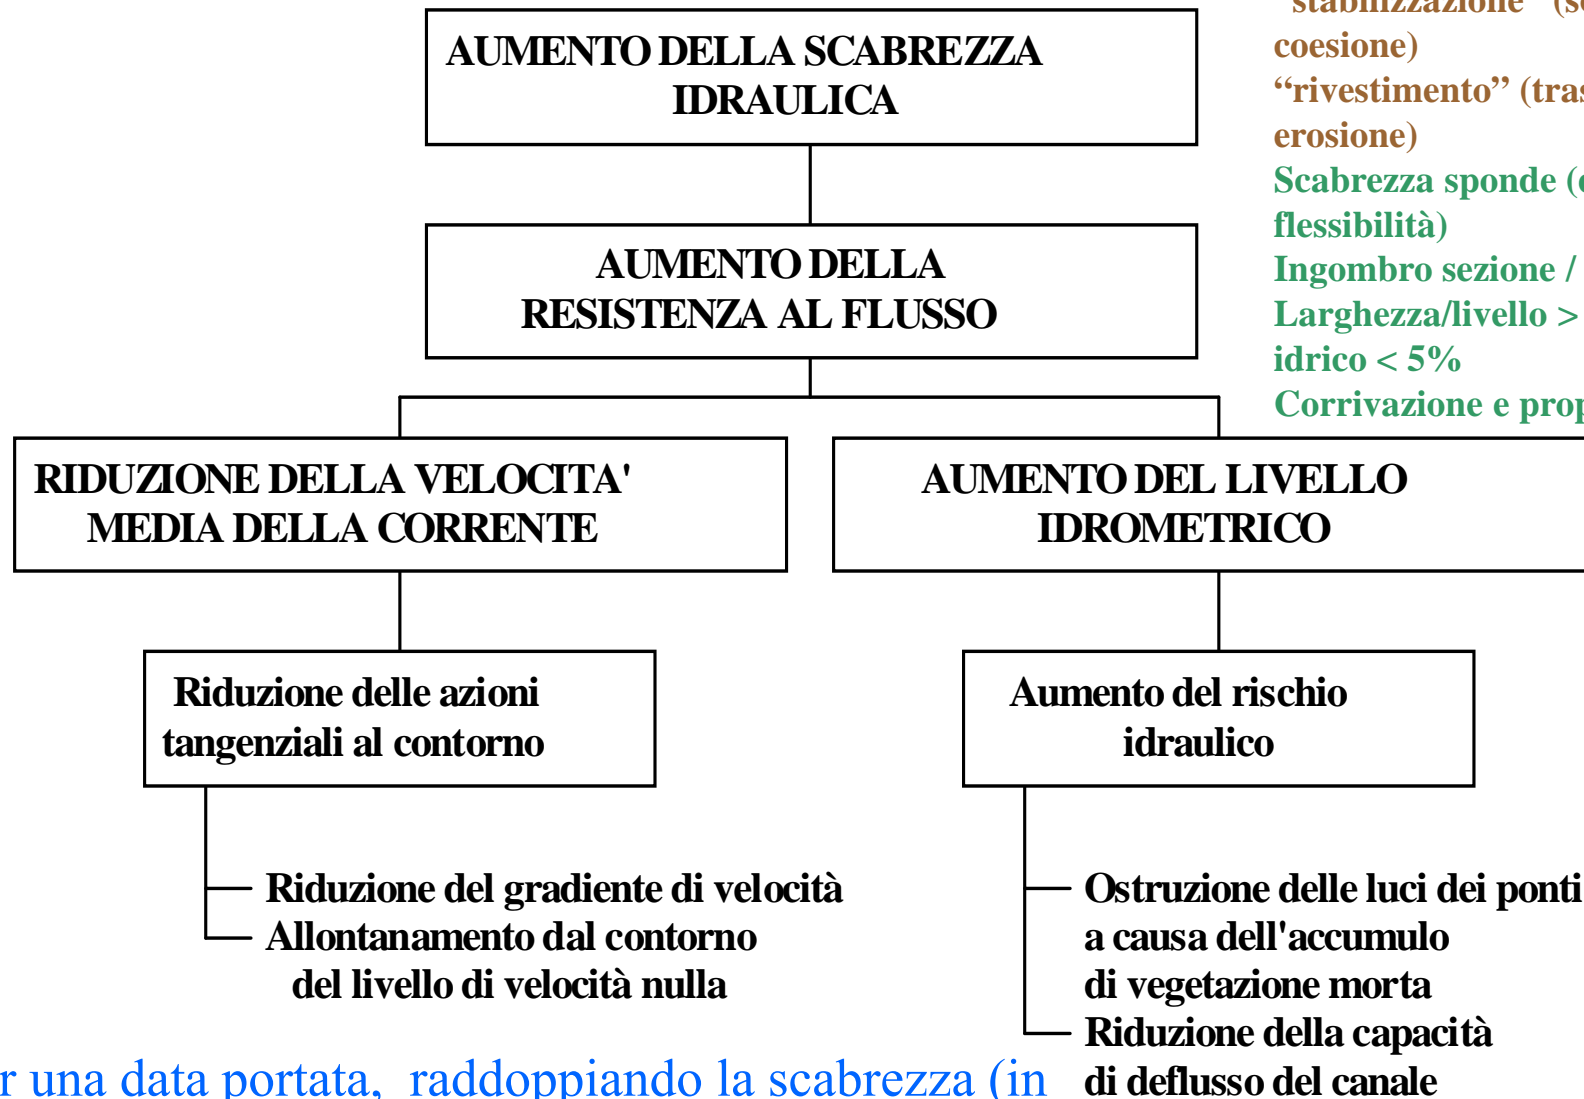 AUMENTO DELLA SCABREZZA
IDRAULICA
AUMENTO DELLA
RESISTENZA AL FLUSSO
RIDUZIONE DELLA VELOCITA'
MEDIA DELLA CORRENTE
AUMENTO DEL LIVELLO
IDROMETRICO
Riduzione delle azioni
tangenziali al contorno
Aumento del rischio
idraulico
Riduzione del gradiente di velocità
Allontanamento dal contorno
del livello di velocità nulla
Ostruzione delle luci dei ponti
a causa dell'accumulo
di vegetazione morta
Riduzione della capacità
di deflusso del canale
"stabilizzazione"
coesione)
“rivestimento”
erosione)
Scabrezza sponde
flessibilità)
Ingombro sezione /
Larghezza/livello >
idrico < 5%
Corrivazione e
una data portata, raddoppiando la scabrezza (in